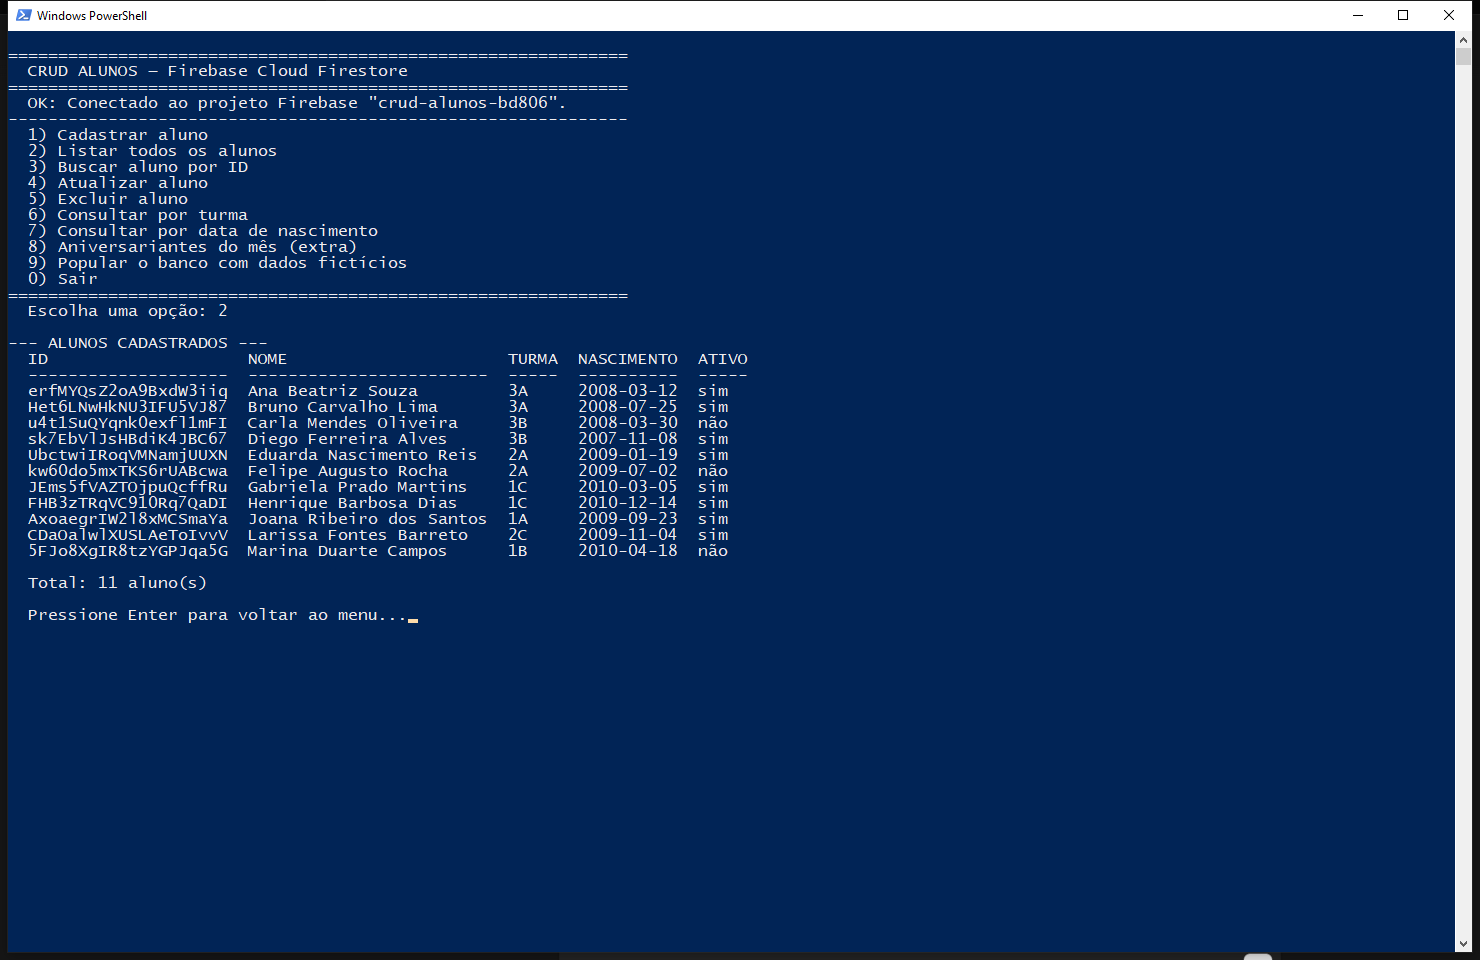 Windows PowerShell
==============================================================
CRUD ALUNOS — Firebase Cloud Firestore
==============================================================
OK: Conectado ao projeto Firebase "crud-alunos-bd806".
--------------------------------------------------------------
1) Cadastrar aluno
2) Listar todos os alunos
3) Buscar aluno por ID
4) Atualizar aluno
5) Excluir aluno
6) Consultar por turma
7) Consultar por data de nascimento
8) Aniversariantes do mês (extra)
9) Popular o banco com dados fictícios
0) Sair
==============================================================
Escolha uma opção: 2
--- ALUNOS CADASTRADOS ---
ID                    NOME                      TURMA  NASCIMENTO  ATIVO
--------------------  ------------------------  -----  ----------  -----
erfMYQsZ2oA9BxdW3iiq  Ana Beatriz Souza         3A     2008-03-12  sim
Het6LNwHkNU3IFU5VJ87  Bruno Carvalho Lima       3A     2008-07-25  sim
u4t1SuQYqnk0exfl1mFI  Carla Mendes Oliveira     3B     2008-03-30  não
sk7EbVlJsHBdiK4JBC67  Diego Ferreira Alves      3B     2007-11-08  sim
UbctwiIRoqVMNamjUUXN  Eduarda Nascimento Reis   2A     2009-01-19  sim
kw60do5mxTKS6rUABcwa  Felipe Augusto Rocha      2A     2009-07-02  não
JEms5fVAZTOjpuQcffRu  Gabriela Prado Martins    1C     2010-03-05  sim
FHB3zTRqVC910Rq7QaDI  Henrique Barbosa Dias     1C     2010-12-14  sim
AxoaegrIW2l8xMCSmaYa  Joana Ribeiro dos Santos  1A     2009-09-23  sim
CDaOalwlXUSLAeToIvvV  Larissa Fontes Barreto    2C     2009-11-04  sim
5FJo8XgIR8tzYGPJqa5G  Marina Duarte Campos      1B     2010-04-18  não
Total: 11 aluno(s)
Pressione Enter para voltar ao menu...